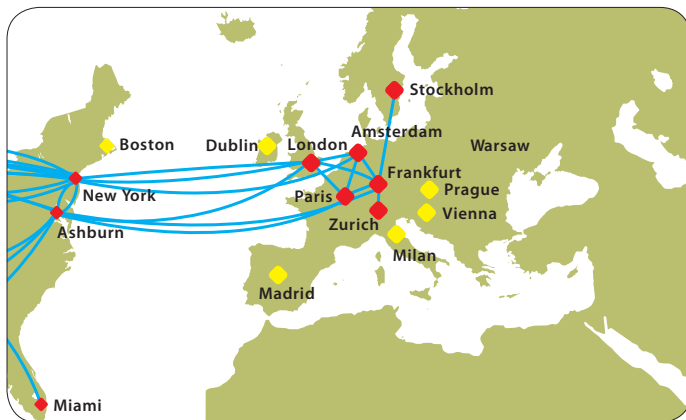 Stockholm
Amsterdam
Boston
Dublin
London
Warsaw
Frankfurt
New York
Paris
Prague
Vienna
Zurich
Ashburn
Milan
Madrid
Miami